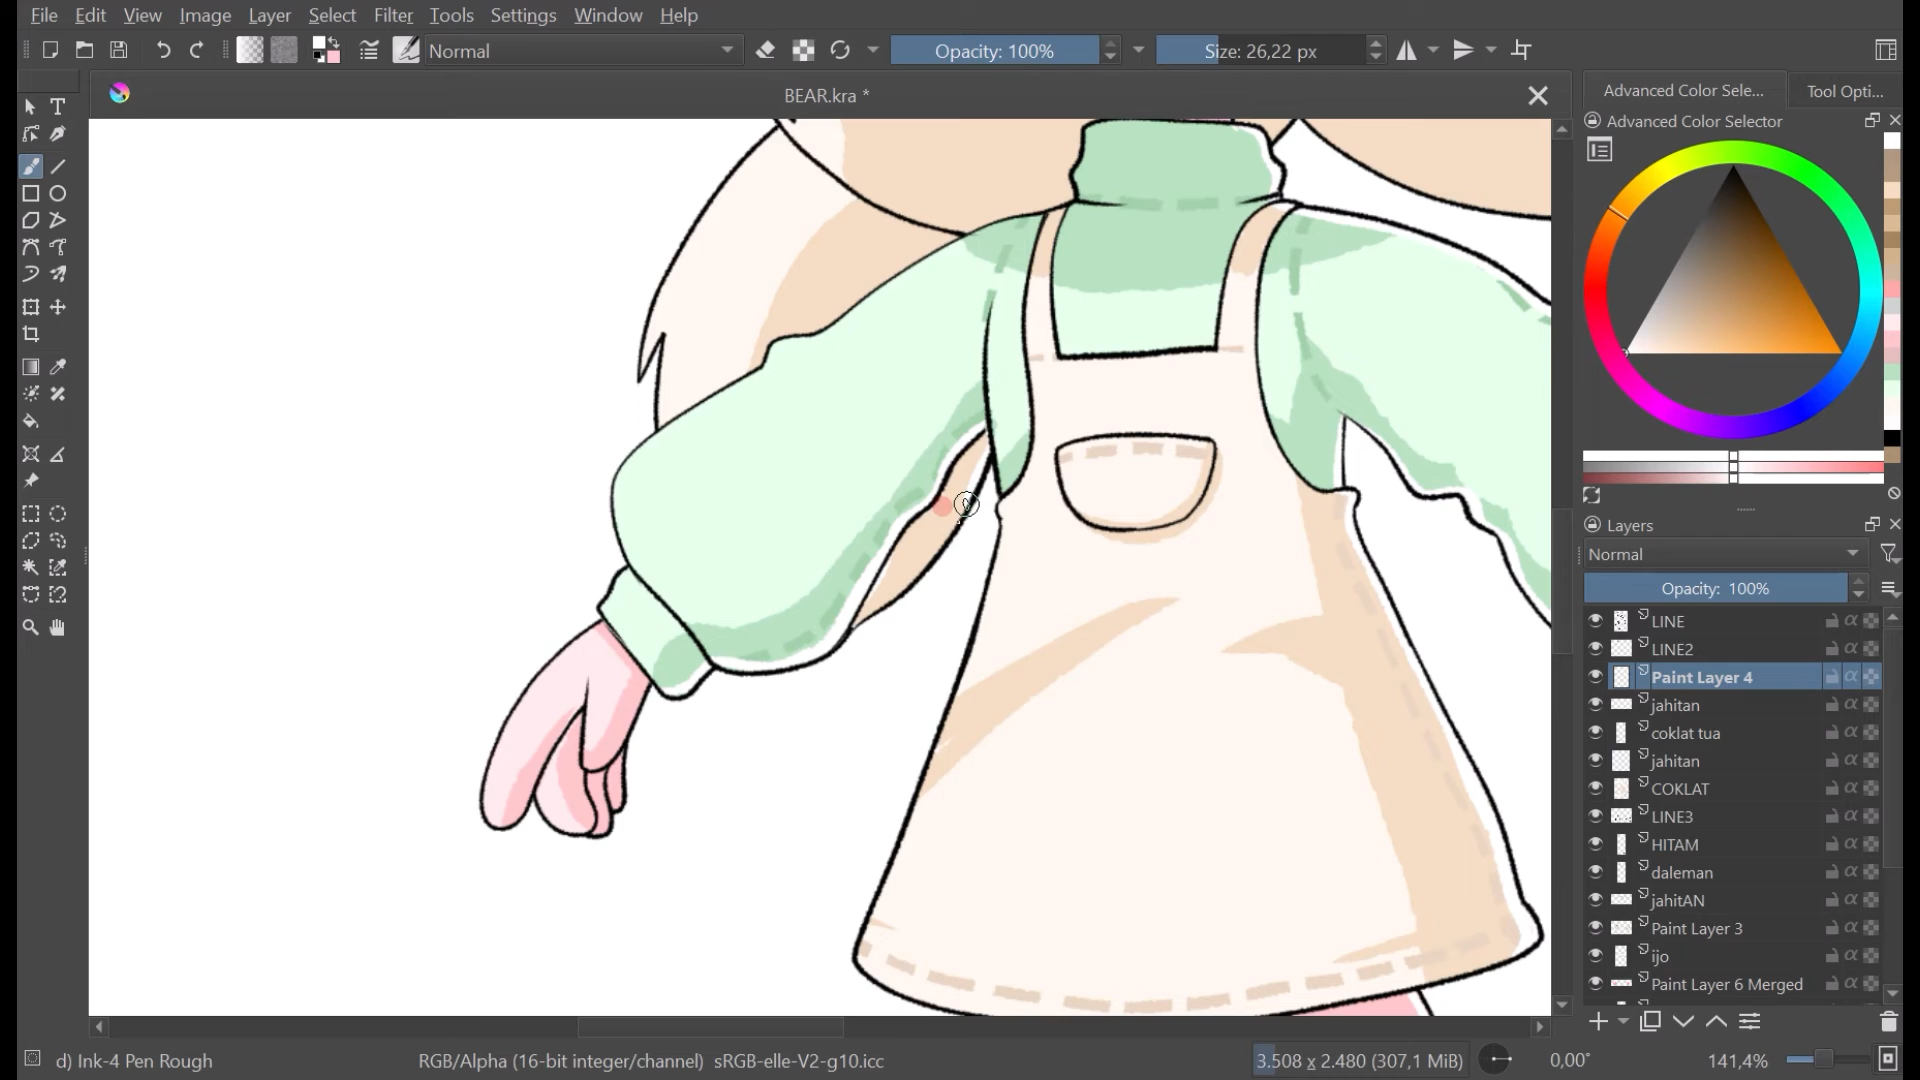 File Edit View Image Layer Select Filter Tools Settings Window Help
Normal
Opacity: 100%
Size: 26,22 px
BEAR.kra *
Advanced Color Sele...
Tool Opti...
Advanced Color Selector
Layers
Normal
Opacity: 100%
LINE
LINE2
Paint Layer 4
jahitan
coklat tua
jahitan
COKLAT
LINE3
HITAM
daleman
jahitAN
Paint Layer 3
ijo
Paint Layer 6 Merged
d) Ink-4 Pen Rough
RGB/Alpha (16-bit integer/channel) sRGB-elle-V2-g10.icc
3.508 x 2.480 (307,1 MiB)
0,00°
141,4%